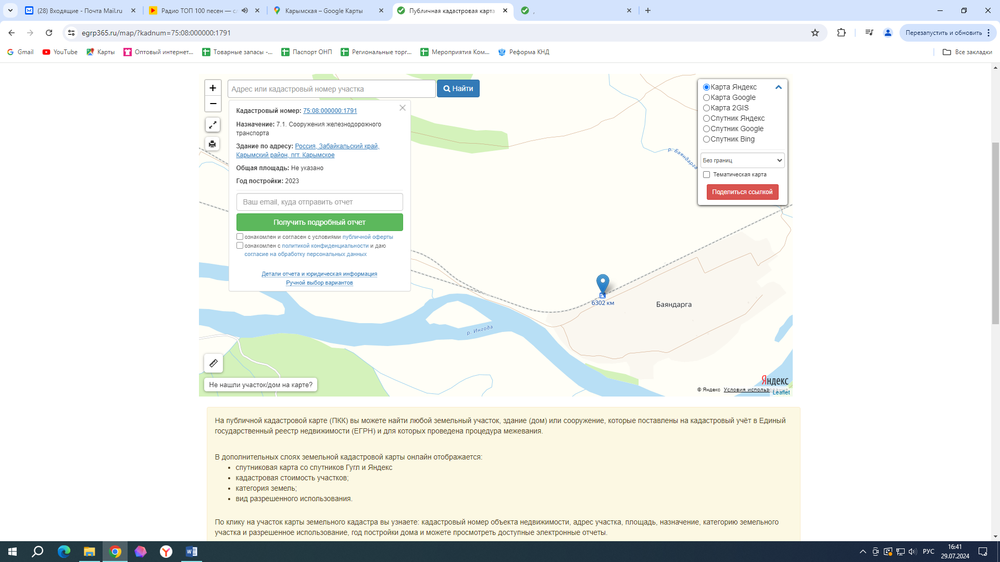 (28) Входящие - Почта Mail.ru
Радио ТОП 100 песен —
Карымская – Google Карты
Публичная кадастровая карта
,
egrp365.ru/map/?kadnum=75:08:000000:1791
Перезапустить и обновить
Gmail
YouTube
Карты
Оптовый интернет...
Товарные запасы -...
Паспорт ОНП
Региональные торг...
Мероприятия Ком...
Реформа КНД
Все закладки
+
−
Адрес или кадастровый номер участка
Найти
Кадастровый номер: 75:08:000000:1791
Назначение: 7.1. Сооружения железнодорожного
транспорта
Здание по адресу: Россия, Забайкальский край,
Карымский район, пгт. Карымское
Общая площадь: Не указано
Год постройки: 2023
Ваш email, куда отправить отчет
Получить подробный отчет
ознакомлен и согласен с условиями публичной оферты
ознакомлен с политикой конфиденциальности и даю
согласие на обработку персональных данных
Детали отчета и юридическая информация
Ручной выбор вариантов
Карта Яндекс
Карта Google
Карта 2GIS
Спутник Яндекс
Спутник Google
Спутник Bing
Без границ
Тематическая карта
Поделиться ссылкой
р. Баяндарга
6302 км
Баяндарга
р. Ингода
Не нашли участок/дом на карте?
Яндекс
© Яндекс Условия использования
Leaflet
На публичной кадастровой карте (ПКК) вы можете найти любой земельный участок, здание (дом) или сооружение, которые поставлены на кадастровый учёт в Единый
государственный реестр недвижимости (ЕГРН) и для которых проведена процедура межевания.
В дополнительных слоях земельной кадастровой карты онлайн отображается:
• спутниковая карта со спутников Гугл и Яндекс
• кадастровая стоимость участков;
• категория земель;
• вид разрешенного использования.
По клику на участок карты земельного кадастра вы узнаете: кадастровый номер объекта недвижимости, адрес участка, площадь, назначение, категорию земельного
участка и разрешенное использование, год постройки дома и можете просмотреть доступные электронные отчеты.
РУС
16:41
29.07.2024